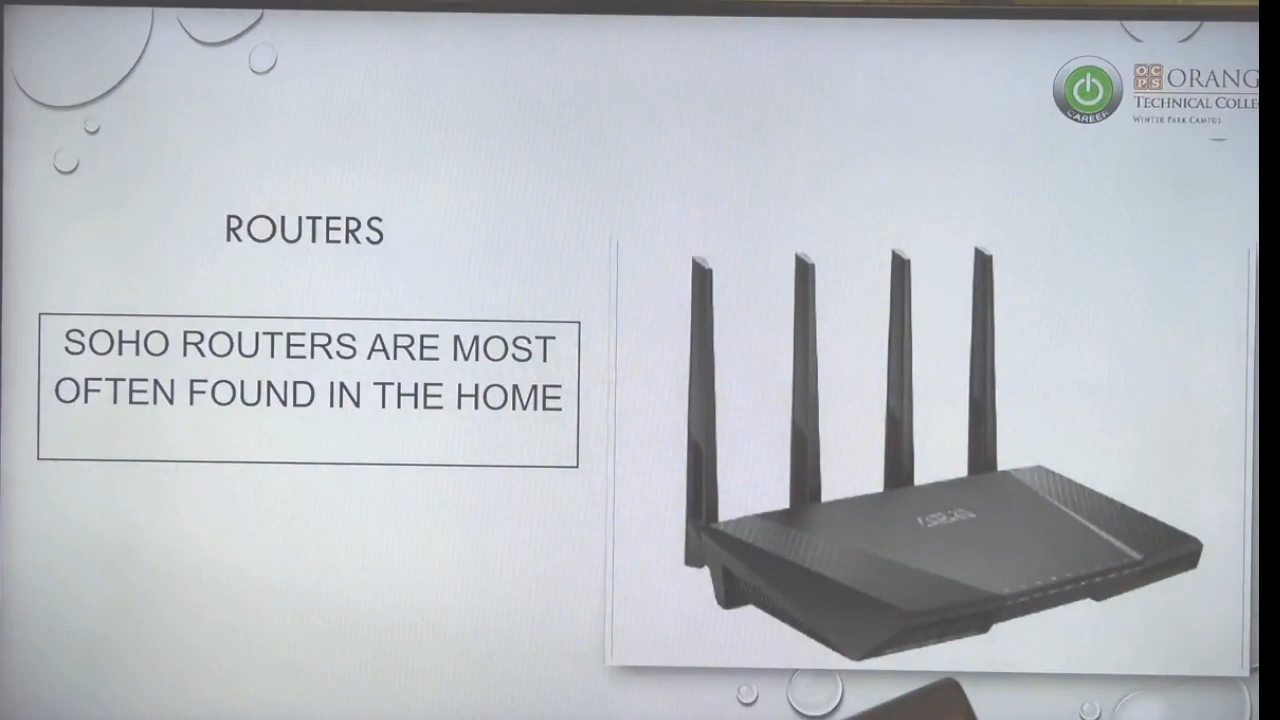 CAREER
OC
PS
ORANG
TECHNICAL COLLE
WINTER PARK CAMPUS
ROUTERS
SOHO ROUTERS ARE MOST
OFTEN FOUND IN THE HOME